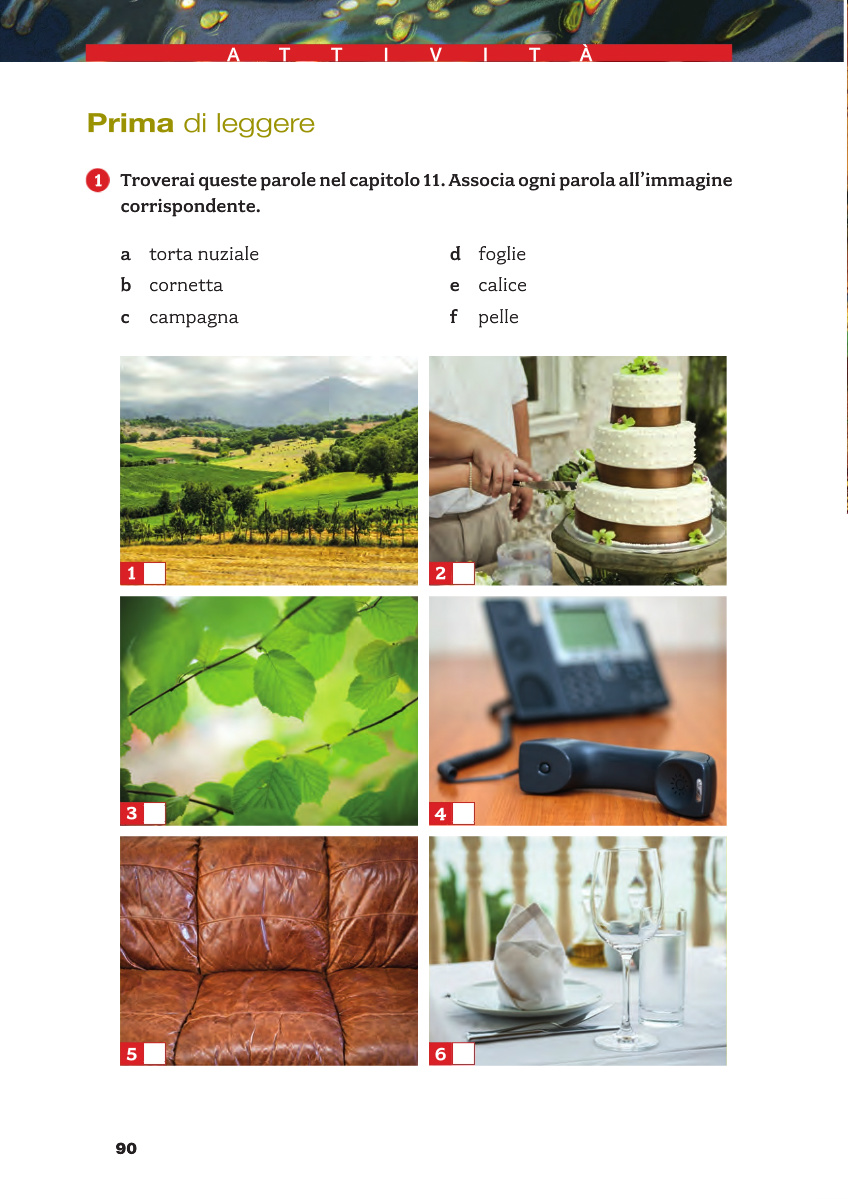 ATTIVITÀ
Prima di leggere
1 Troverai queste parole nel capitolo 11. Associa ogni parola all’immagine
corrispondente.
a torta nuziale
b cornetta
c campagna
d foglie
e calice
f pelle
1
2
3
4
5
6
90